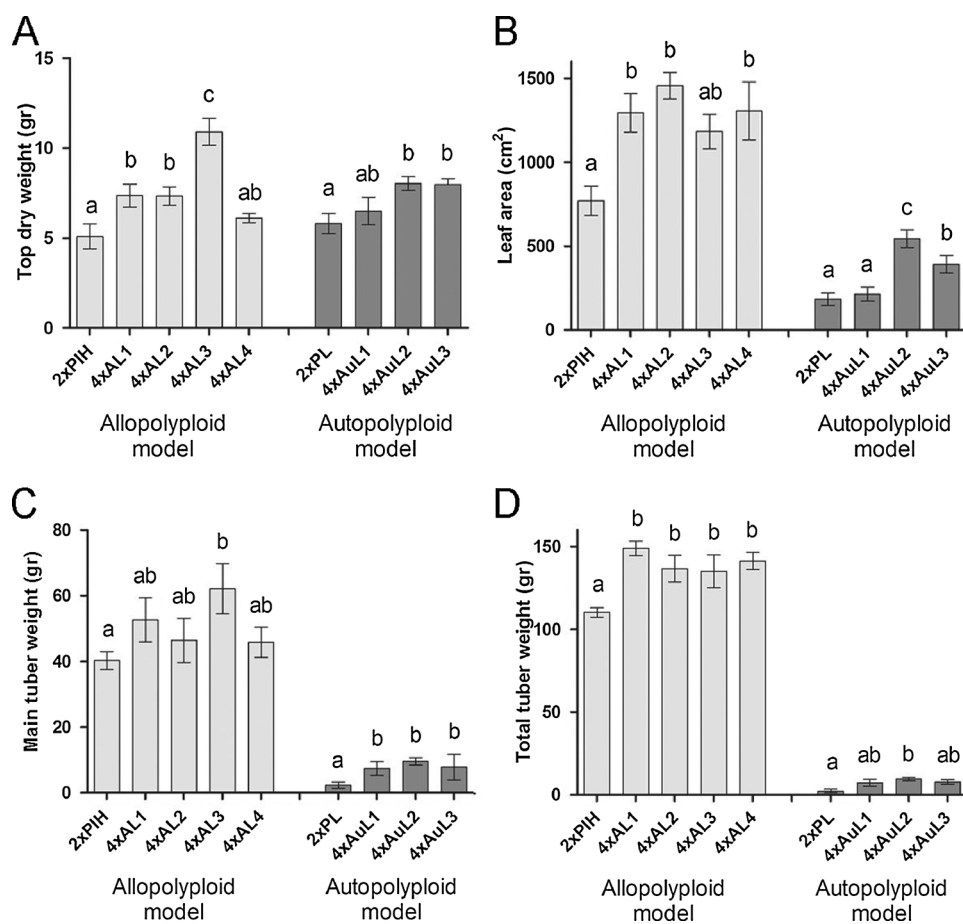 A
Top dry weight (gr)
15
10
5
0
a
b
b
c
ab
a
ab
b
b
2xPIH
4xAL1
4xAL2
4xAL3
4xAL4
2xPL
4xAuL1
4xAuL2
4xAuL3
Allopolyploid
model
Autopolyploid
model
B
Leaf area (cm²)
1500
1000
500
0
a
b
b
ab
b
a
a
c
b
2xPIH
4xAL1
4xAL2
4xAL3
4xAL4
2xPL
4xAuL1
4xAuL2
4xAuL3
Allopolyploid
model
Autopolyploid
model
C
Main tuber weight (gr)
80
60
40
20
0
a
ab
ab
b
ab
a
b
b
b
2xPIH
4xAL1
4xAL2
4xAL3
4xAL4
2xPL
4xAuL1
4xAuL2
4xAuL3
Allopolyploid
model
Autopolyploid
model
D
Total tuber weight (gr)
150
100
50
0
a
b
b
b
b
a
ab
b
ab
2xPIH
4xAL1
4xAL2
4xAL3
4xAL4
2xPL
4xAuL1
4xAuL2
4xAuL3
Allopolyploid
model
Autopolyploid
model